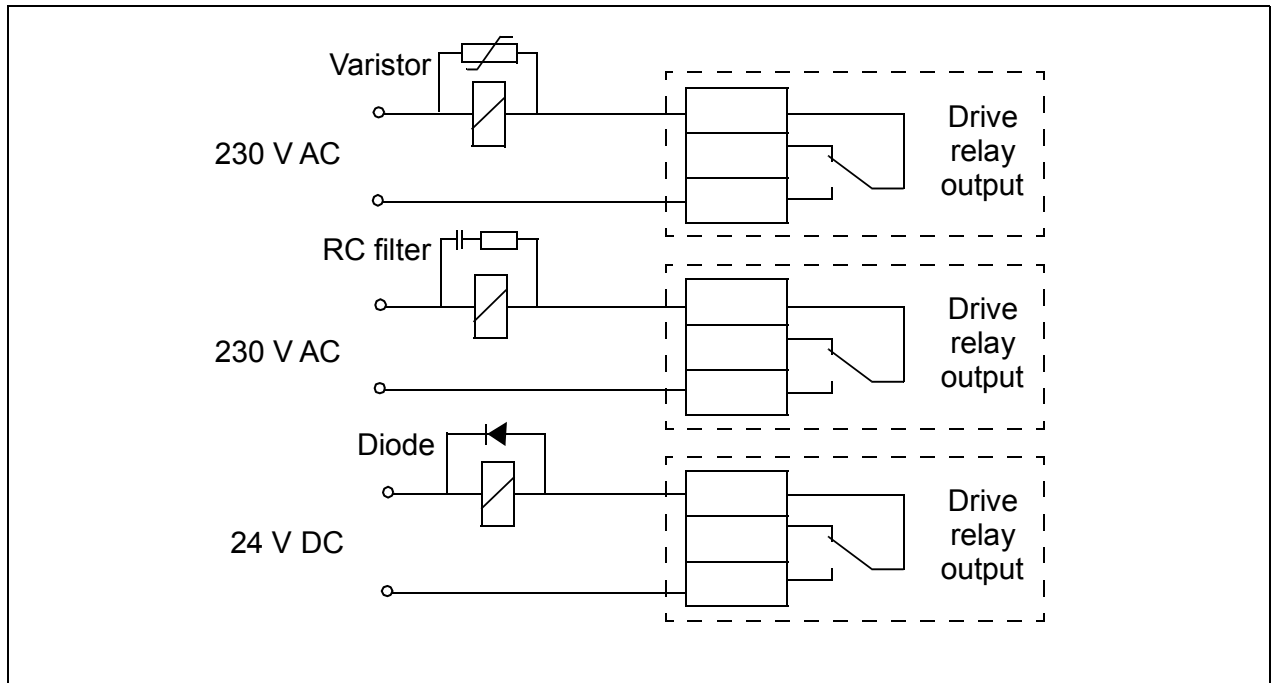 Varistor
230 V AC
Drive
relay
output
RC filter
230 V AC
Drive
relay
output
Diode
24 V DC
Drive
relay
output